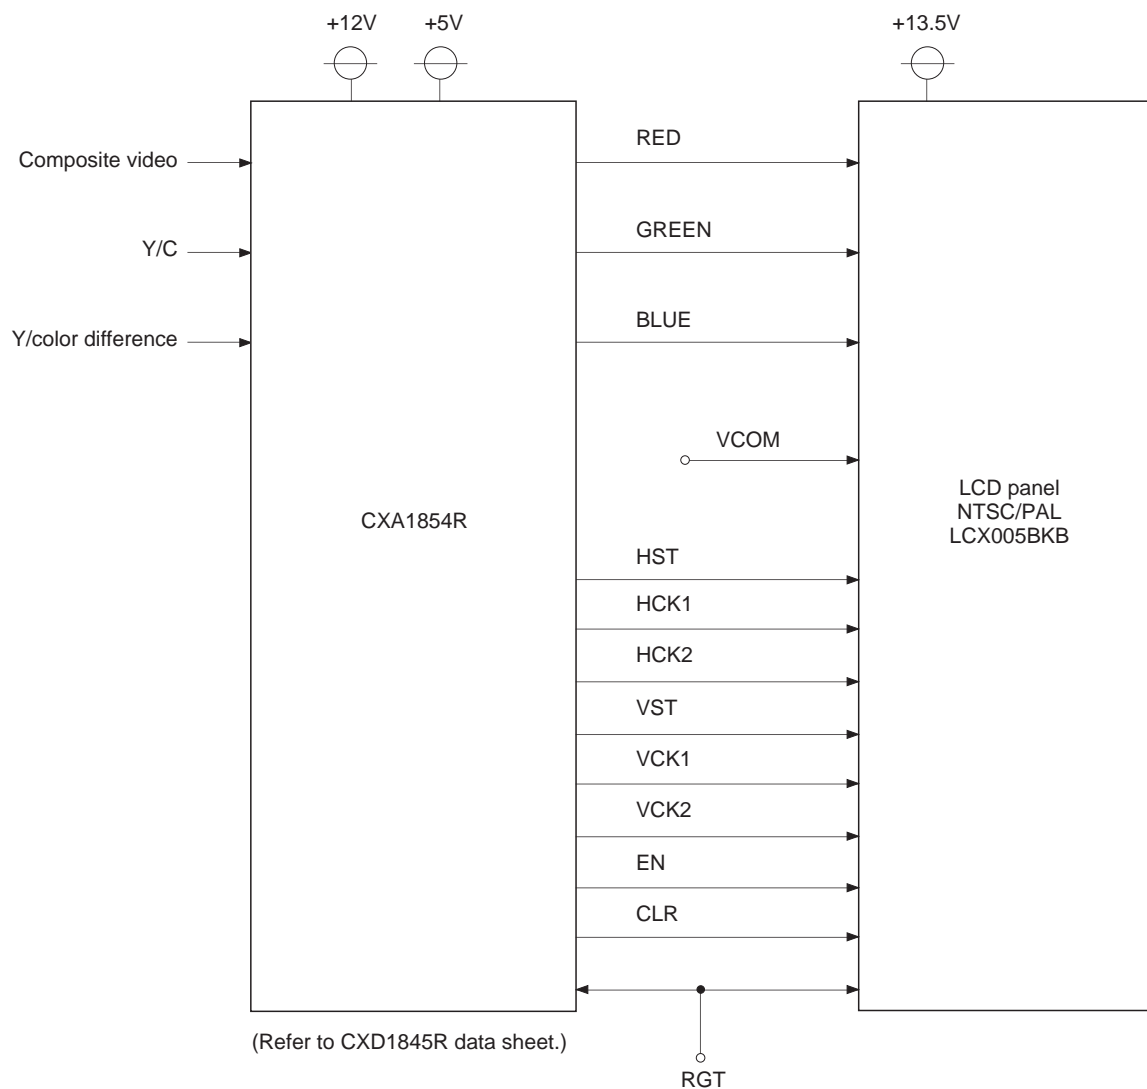 +12V
+5V
+13.5V
RED
Composite video
GREEN
Y/C
BLUE
Y/color difference
VCOM
CXA1854R
LCD panel
NTSC/PAL
LCX005BKB
HST
HCK1
HCK2
VST
VCK1
VCK2
EN
CLR
(Refer to CXD1845R data sheet.)
RGT